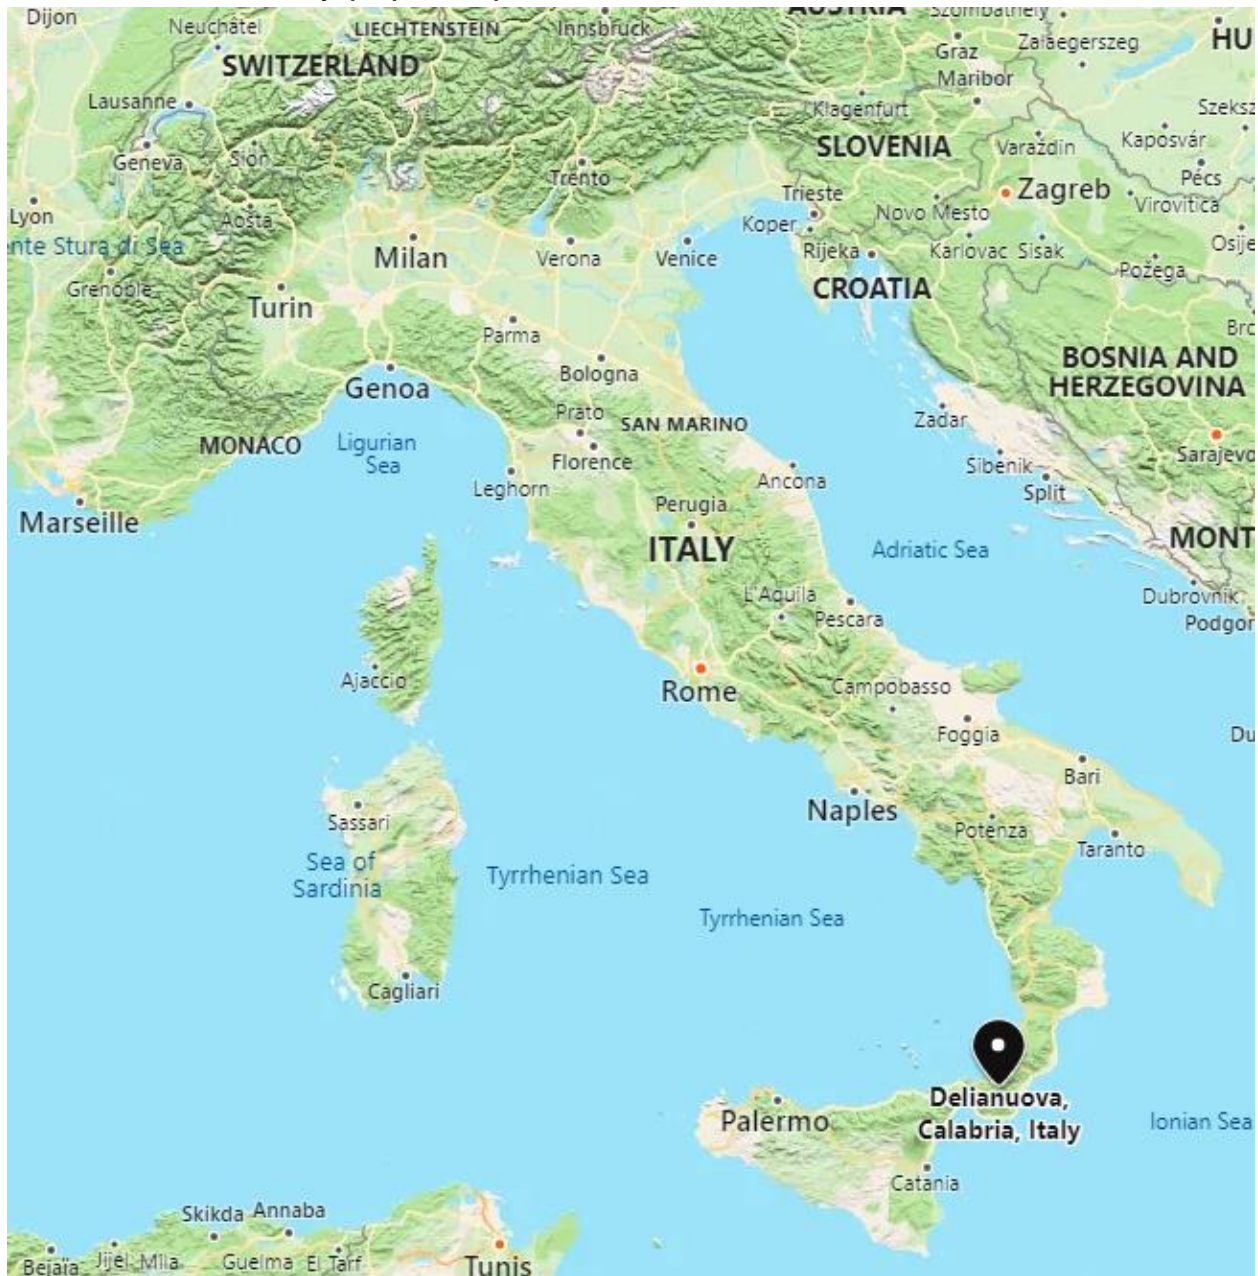 Dijon
Neuchâtel
LIECHTENSTEIN
Innsbruck
AUSTRIA
Szombathely
HU
SWITZERLAND
Graz
Zalaegerszeg
Maribor
Lausanne
Klagenfurt
Szeksz
Geneva
Sion
SLOVENIA
Varaždin
Kaposvár
Trento
Pécs
Lyon
Aosta
Trieste
Zagreb
Virovitica
Koper
Novo Mesto
nte Stura di Sea
Milan
Verona
Venice
Rijeka
Karlovac
Sisak
Osije
Požega
Grenoble
Turin
CROATIA
Parma
Brc
Genoa
Bologna
BOSNIA AND
HERZEGOVINA
Prato
SAN MARINO
Zadar
MONACO
Ligurian
Sea
Florence
Sarajevo
Leghorn
Ancona
Šibenik
Split
Marseille
Perugia
ITALY
Adriatic Sea
MONT
L'Aquila
Pescara
Dubrovnik
Podgor
Ajaccio
Rome
Campobasso
Foggia
Du
Bari
Sassari
Naples
Potenza
Taranto
Sea of
Sardinia
Tyrrhenian Sea
Tyrrhenian Sea
Cagliari
Delianuova,
Calabria, Italy
Palermo
Ionian Sea
Catania
Skikda
Annaba
Bejaïa
Jijel
Mila
Guelma
El Tarf
Tunis